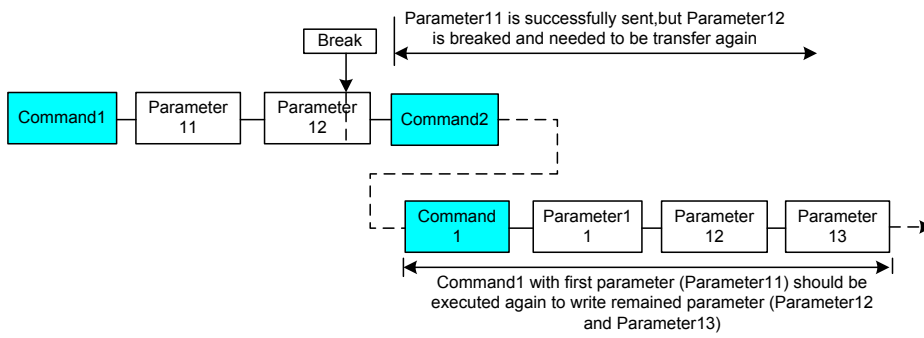 Parameter11 is successfully sent,but Parameter12
is breaked and needed to be transfer again
Break
Command1
Parameter
11
Parameter
12
Command2
Command
1
Parameter1
1
Parameter
12
Parameter
13
Command1 with first parameter (Parameter11) should be
executed again to write remained parameter (Parameter12
and Parameter13)